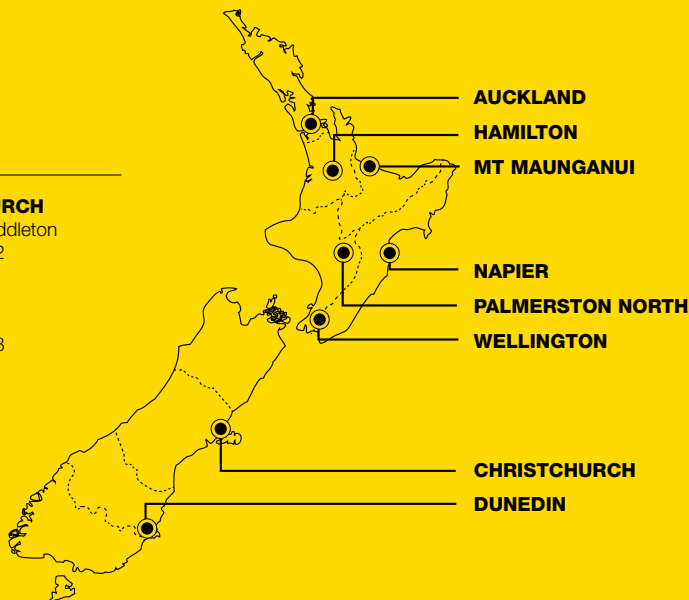 AUCKLAND
HAMILTON
MT MAUNGANUI
NAPIER
PALMERSTON NORTH
WELLINGTON
CHRISTCHURCH
DUNEDIN